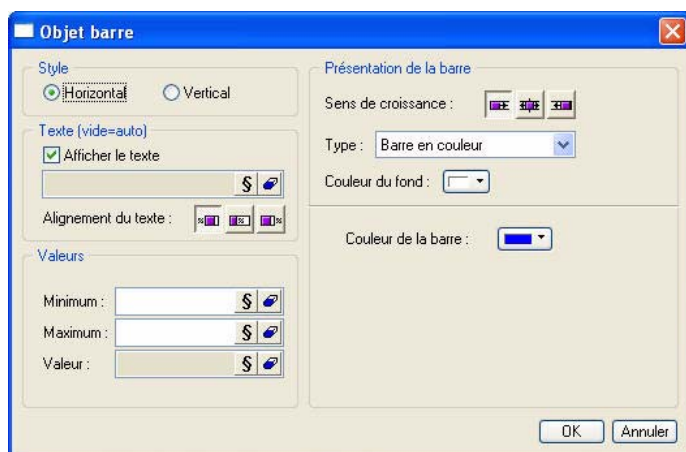 Objet barre
Style
Horizontal
Vertical
Texte (vide=auto)
Afficher le texte
§
Alignement du texte :
Valeurs
Minimum :
§
Maximum :
§
Valeur :
§
Présentation de la barre
Sens de croissance :
Type : Barre en couleur
Couleur du fond :
Couleur de la barre :
OK
Annuler